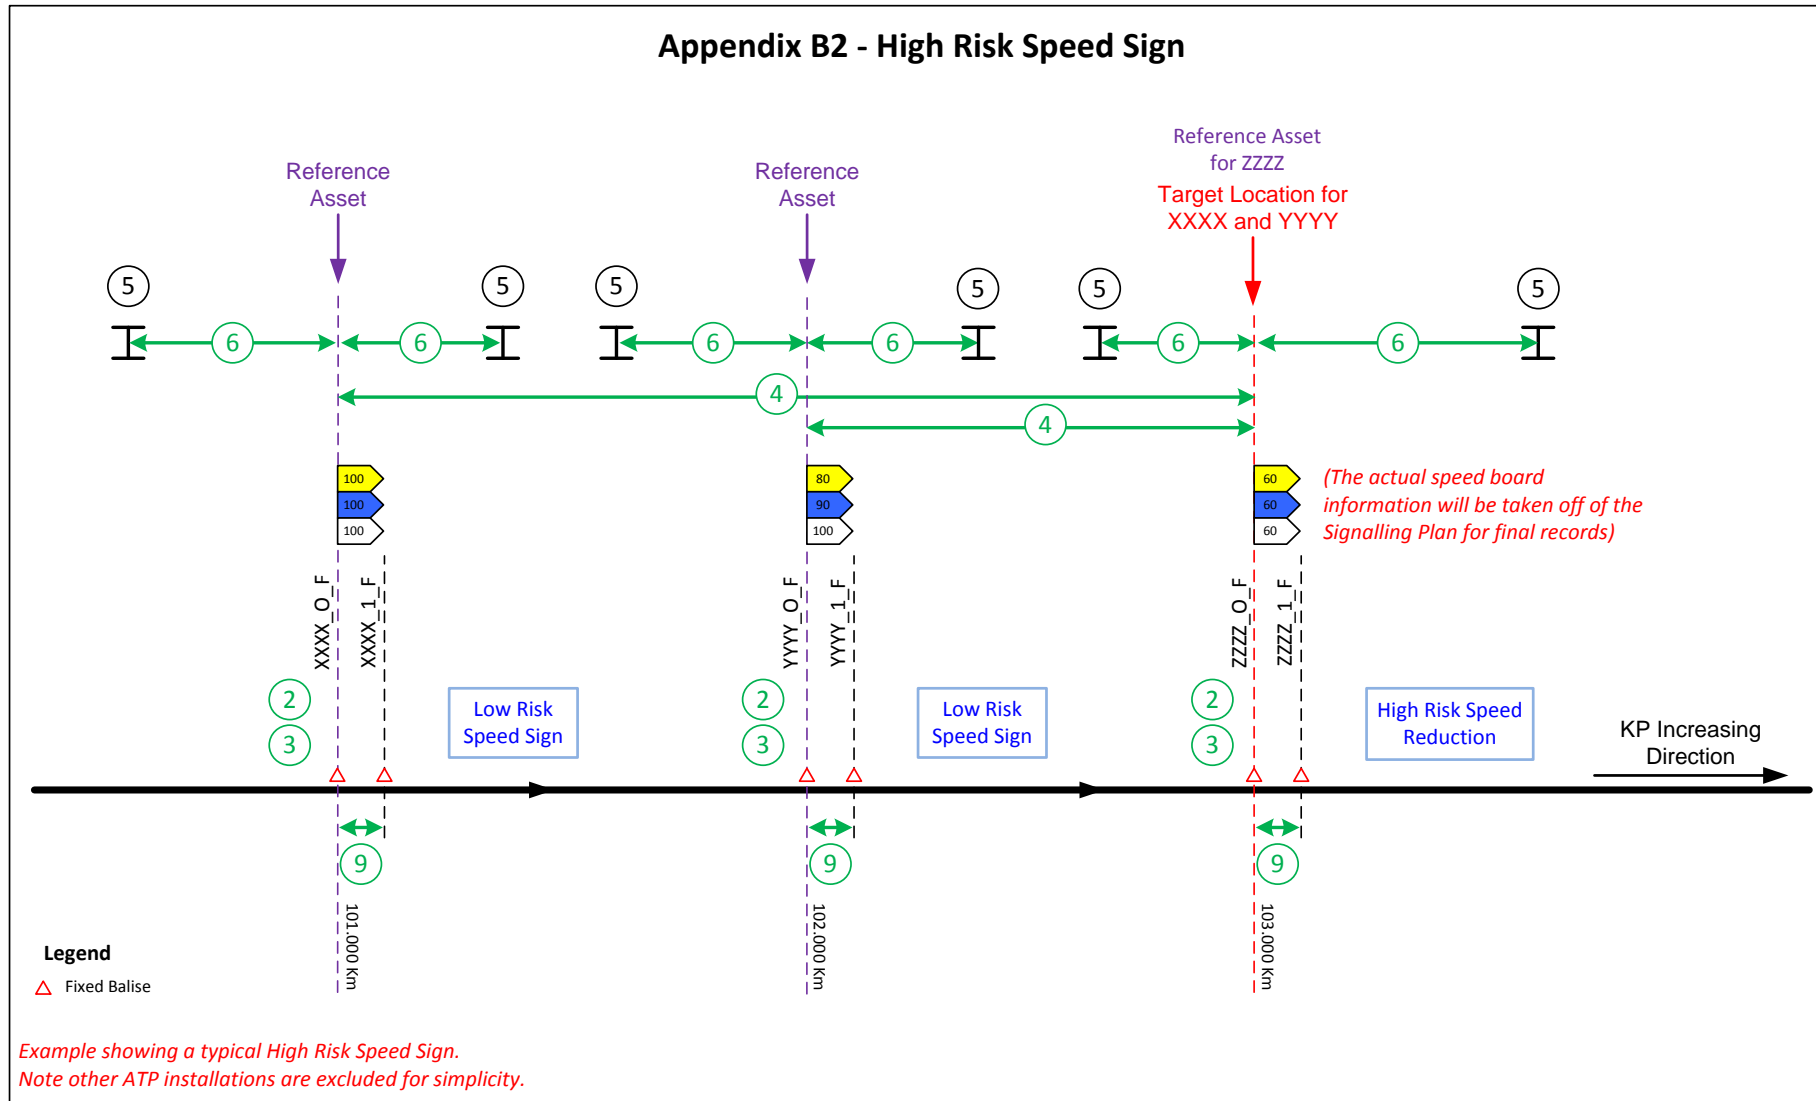 Appendix B2 - High Risk Speed Sign
Reference
Asset
Reference
Asset
Reference Asset
for ZZZZ
Target Location for
XXXX and YYYY
5
5
5
5
5
5
6
6
6
6
6
6
4
4
100
100
100
80
90
100
60
60
60
(The actual speed board
information will be taken off of the
Signalling Plan for final records)
XXXX_O_F
XXXX_1_F
YYYY_O_F
YYYY_1_F
ZZZZ_O_F
ZZZZ_1_F
2
3
2
3
2
3
Low Risk
Speed Sign
Low Risk
Speed Sign
High Risk Speed
Reduction
KP Increasing
Direction
9
9
9
101.000 Km
102.000 Km
103.000 Km
Legend
Fixed Balise
Example showing a typical High Risk Speed Sign.
Note other ATP installations are excluded for simplicity.